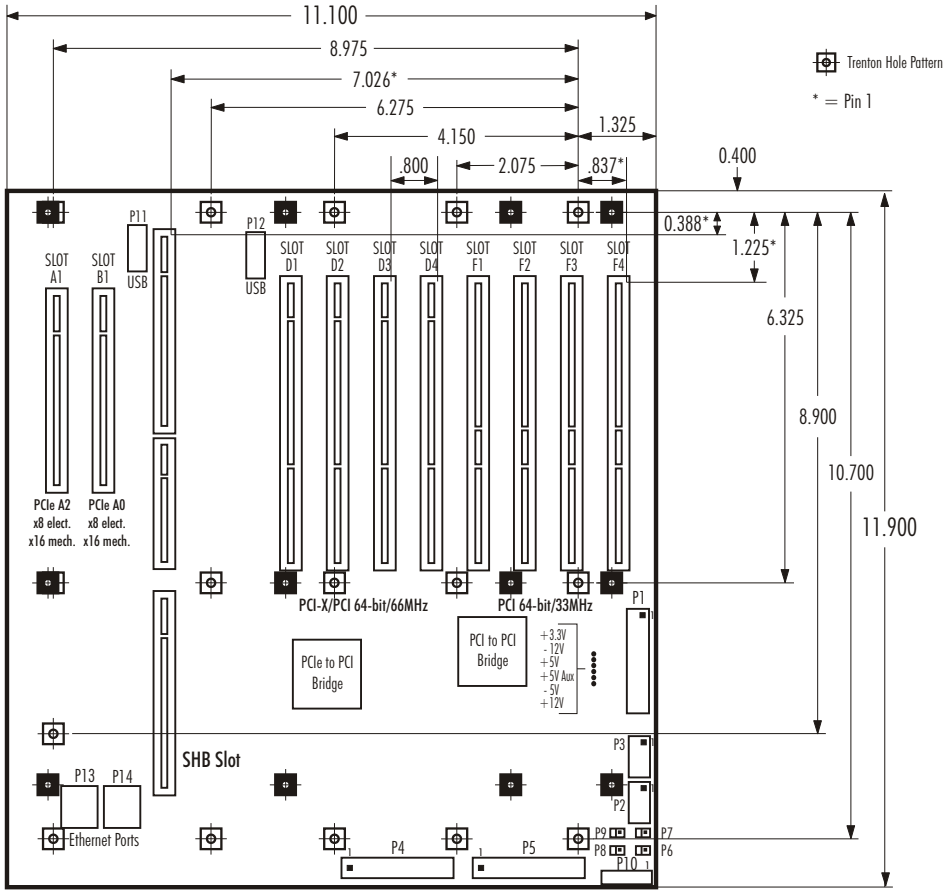 11.100
8.975
7.026*
6.275
4.150
1.325
.800
2.075
.837*
Trenton Hole Pattern
* = Pin 1
0.400
0.388*
1.225*
6.325
8.900
10.700
11.900
P11
USB
P12
USB
SLOT A1
SLOT B1
SLOT D1
SLOT D2
SLOT D3
SLOT D4
SLOT F1
SLOT F2
SLOT F3
SLOT F4
PCIe A2
x8 elect.
x16 mech.
PCIe A0
x8 elect.
x16 mech.
PCI-X/PCI 64-bit/66MHz
PCI 64-bit/33MHz
P1
1
PCIe to PCI
Bridge
PCI to PCI
Bridge
+3.3V
- 12V
+5V
+5V Aux
- 5V
+12V
SHB Slot
P3
1
P2
1
P13
P14
Ethernet Ports
P9
P7
P8
P6
P10
1
P4
1
P5
1